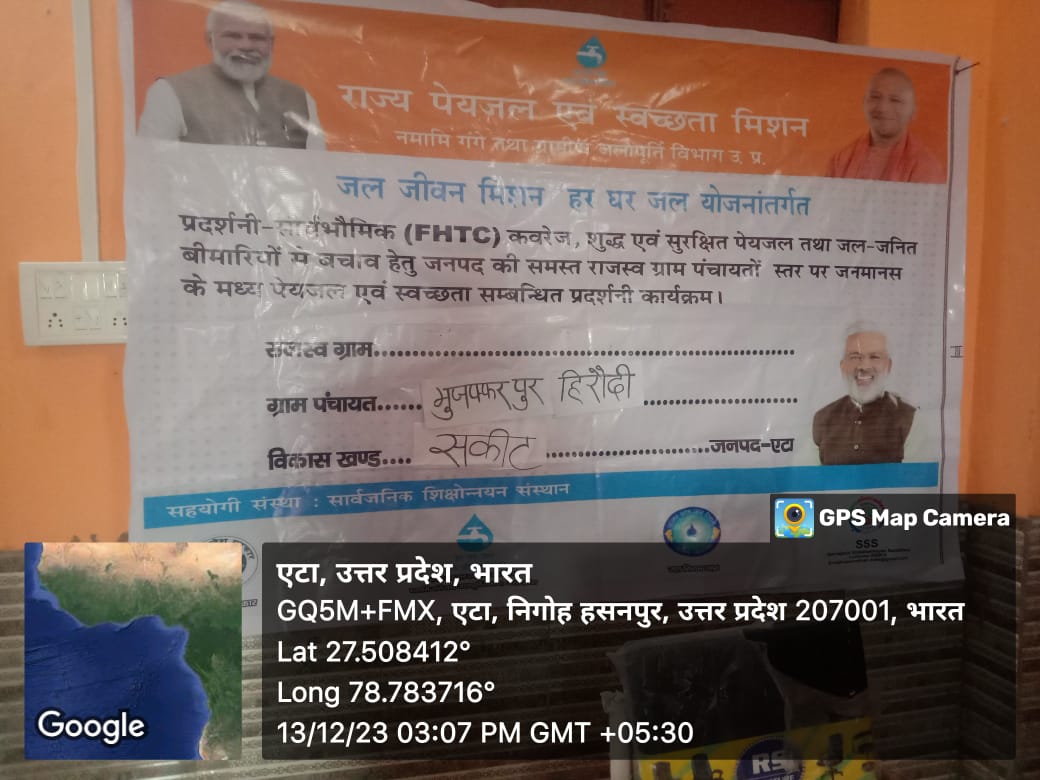 राज्य पेयजल एवं स्वच्छता मिशन
नमामि गंगे तथा ग्रामीण जलापूर्ति विभाग उ. प्र.
जल जीवन मिशन हर घर जल योजनांतर्गत
प्रदर्शनी-सार्वभौमिक (FHTC) कवरेज, शुद्ध एवं सुरक्षित पेयजल तथा जल-जनित
बीमारियों से बचाव हेतु जनपद की समस्त राजस्व ग्राम पंचायतों स्तर पर जनमानस
के मध्य पेयजल एवं स्वच्छता सम्बन्धित प्रदर्शनी कार्यक्रम।
राजस्व ग्राम........................................................
ग्राम पंचायत...... मुजफ्फरपुर हिरौदी ........................
विकास खण्ड.... सकीट ........................जनपद-एटा
सहयोगी संस्था : सार्वजनिक शिक्षोन्नयन संस्थान
GPS Map Camera
SSS
एटा, उत्तर प्रदेश, भारत
GQ5M+FMX, एटा, निगोह हसनपुर, उत्तर प्रदेश 207001, भारत
Lat 27.508412°
Long 78.783716°
13/12/23 03:07 PM GMT +05:30
Google
RS